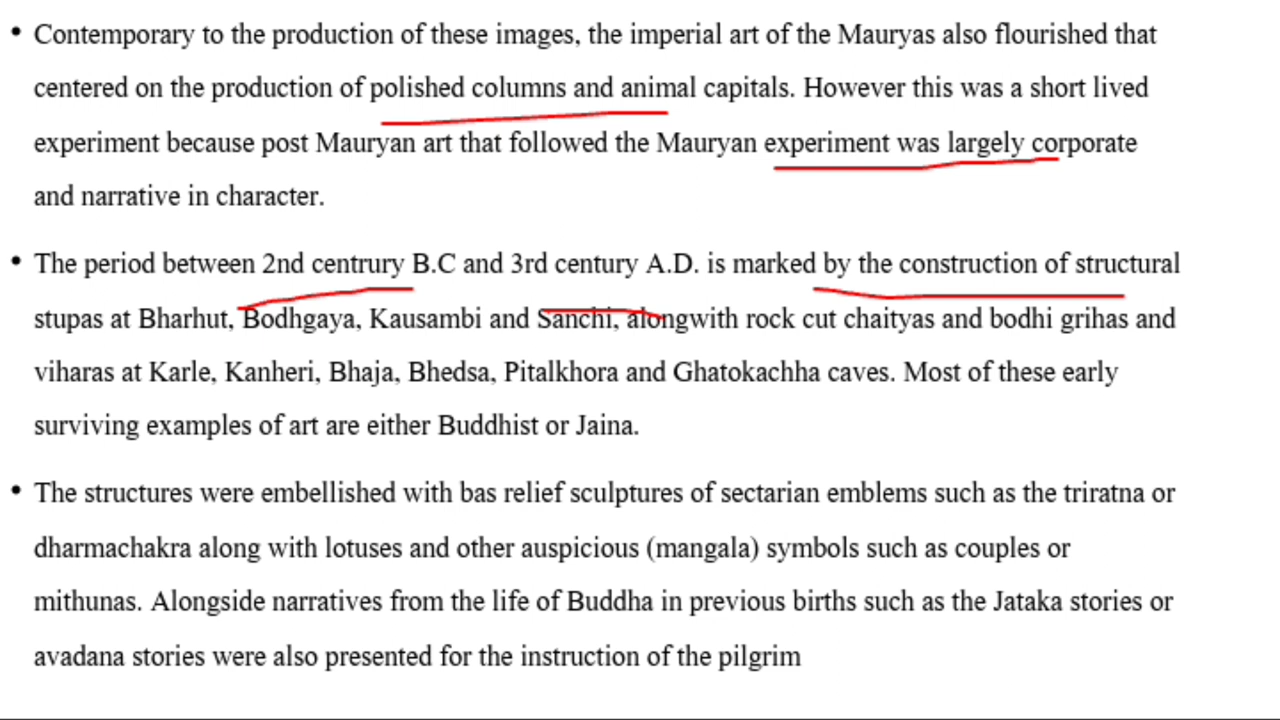 • Contemporary to the production of these images, the imperial art of the Mauryas also flourished that
centered on the production of polished columns and animal capitals. However this was a short lived
experiment because post Mauryan art that followed the Mauryan experiment was largely corporate
and narrative in character.
• The period between 2nd centrury B.C and 3rd century A.D. is marked by the construction of structural
stupas at Bharhut, Bodhgaya, Kausambi and Sanchi, alongwith rock cut chaityas and bodhi grihas and
viharas at Karle, Kanheri, Bhaja, Bhedsa, Pitalkhora and Ghatokachha caves. Most of these early
surviving examples of art are either Buddhist or Jaina.
• The structures were embellished with bas relief sculptures of sectarian emblems such as the triratna or
dharmachakra along with lotuses and other auspicious (mangala) symbols such as couples or
mithunas. Alongside narratives from the life of Buddha in previous births such as the Jataka stories or
avadana stories were also presented for the instruction of the pilgrim